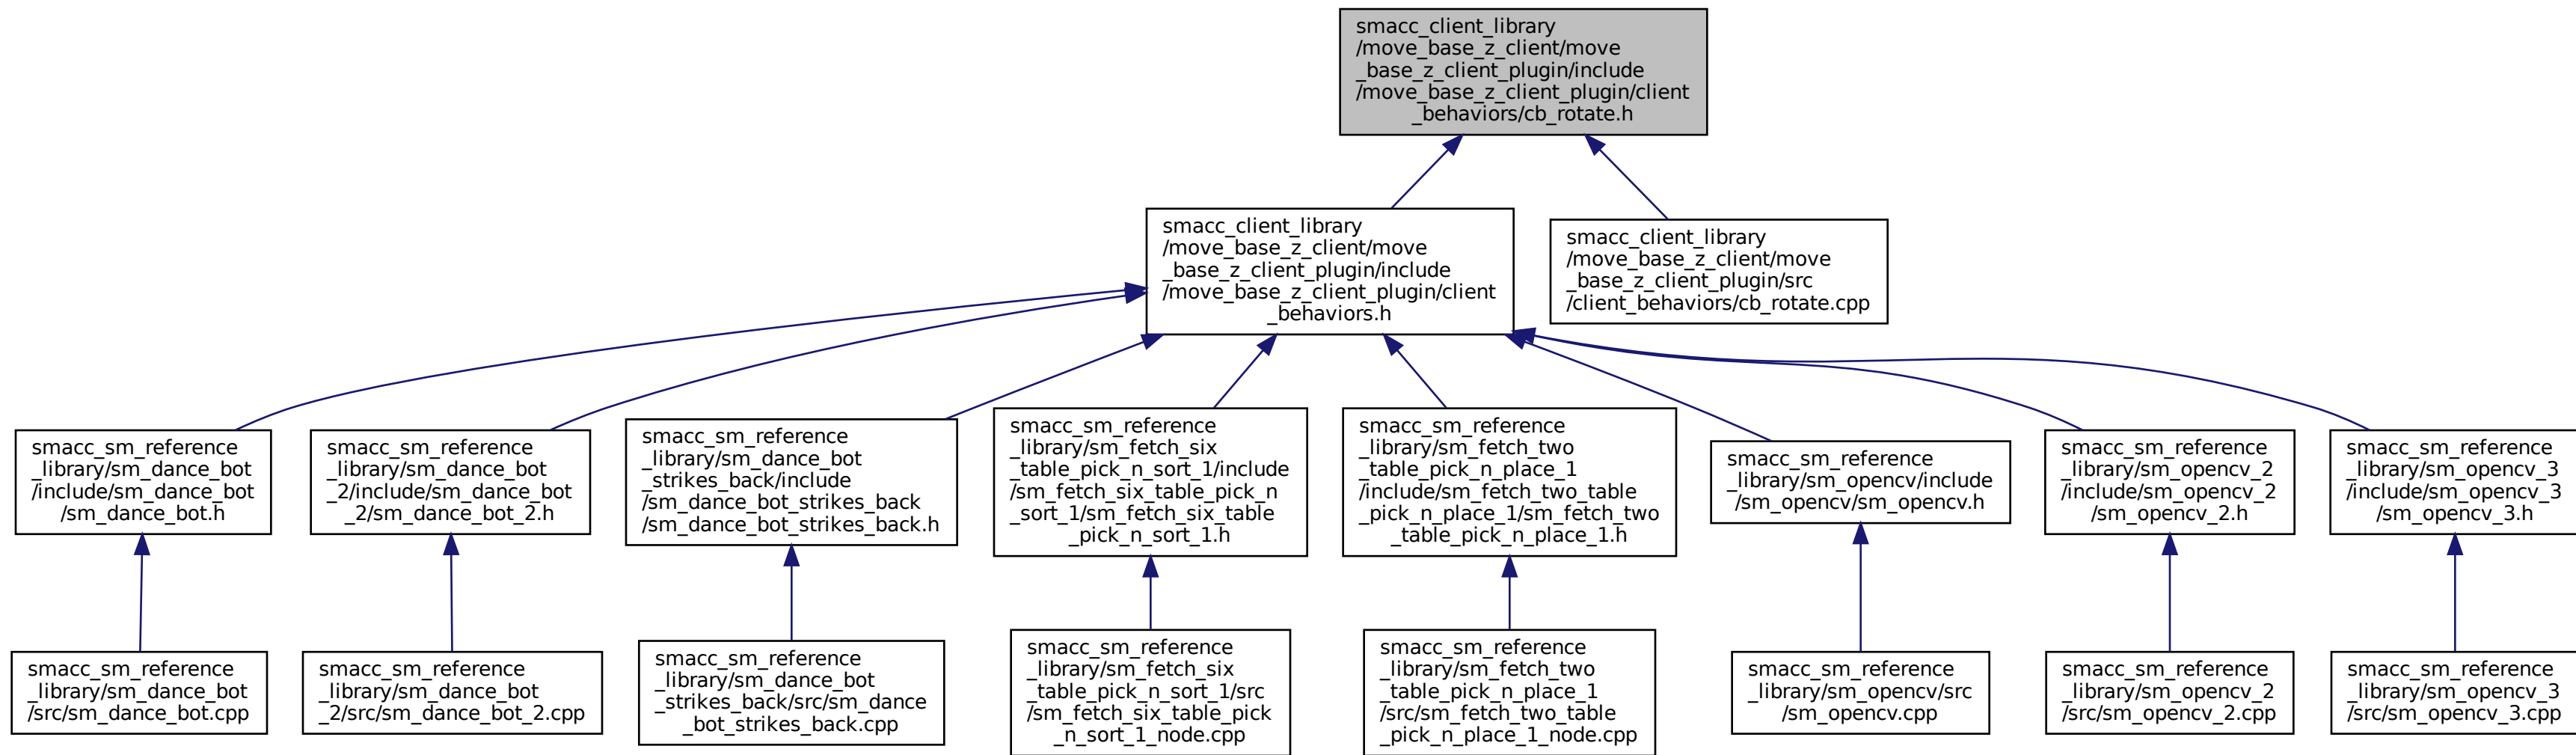 smacc_client_library
/move_base_z_client/move
_base_z_client_plugin/include
/move_base_z_client_plugin/client
_behaviors/cb_rotate.h
smacc_client_library
/move_base_z_client/move
_base_z_client_plugin/include
/move_base_z_client_plugin/client
_behaviors.h
smacc_client_library
/move_base_z_client/move
_base_z_client_plugin/src
/client_behaviors/cb_rotate.cpp
smacc_sm_reference
_library/sm_dance_bot
/include/sm_dance_bot
/sm_dance_bot.h
smacc_sm_reference
_library/sm_dance_bot
_2/include/sm_dance_bot
_2/sm_dance_bot_2.h
smacc_sm_reference
_library/sm_dance_bot
_strikes_back/include
/sm_dance_bot_strikes_back
/sm_dance_bot_strikes_back.h
smacc_sm_reference
_library/sm_fetch_six
_table_pick_n_sort_1/include
/sm_fetch_six_table_pick_n
_sort_1/sm_fetch_six_table
_pick_n_sort_1.h
smacc_sm_reference
_library/sm_fetch_two
_table_pick_n_place_1
/include/sm_fetch_two_table
_pick_n_place_1/sm_fetch_two
_table_pick_n_place_1.h
smacc_sm_reference
_library/sm_opencv/include
/sm_opencv/sm_opencv.h
smacc_sm_reference
_library/sm_opencv_2
/include/sm_opencv_2
/sm_opencv_2.h
smacc_sm_reference
_library/sm_opencv_3
/include/sm_opencv_3
/sm_opencv_3.h
smacc_sm_reference
_library/sm_dance_bot
/src/sm_dance_bot.cpp
smacc_sm_reference
_library/sm_dance_bot
_2/src/sm_dance_bot_2.cpp
smacc_sm_reference
_library/sm_dance_bot
_strikes_back/src/sm_dance
_bot_strikes_back.cpp
smacc_sm_reference
_library/sm_fetch_six
_table_pick_n_sort_1/src
/sm_fetch_six_table_pick
_n_sort_1_node.cpp
smacc_sm_reference
_library/sm_fetch_two
_table_pick_n_place_1
/src/sm_fetch_two_table
_pick_n_place_1_node.cpp
smacc_sm_reference
_library/sm_opencv/src
/sm_opencv.cpp
smacc_sm_reference
_library/sm_opencv_2
/src/sm_opencv_2.cpp
smacc_sm_reference
_library/sm_opencv_3
/src/sm_opencv_3.cpp